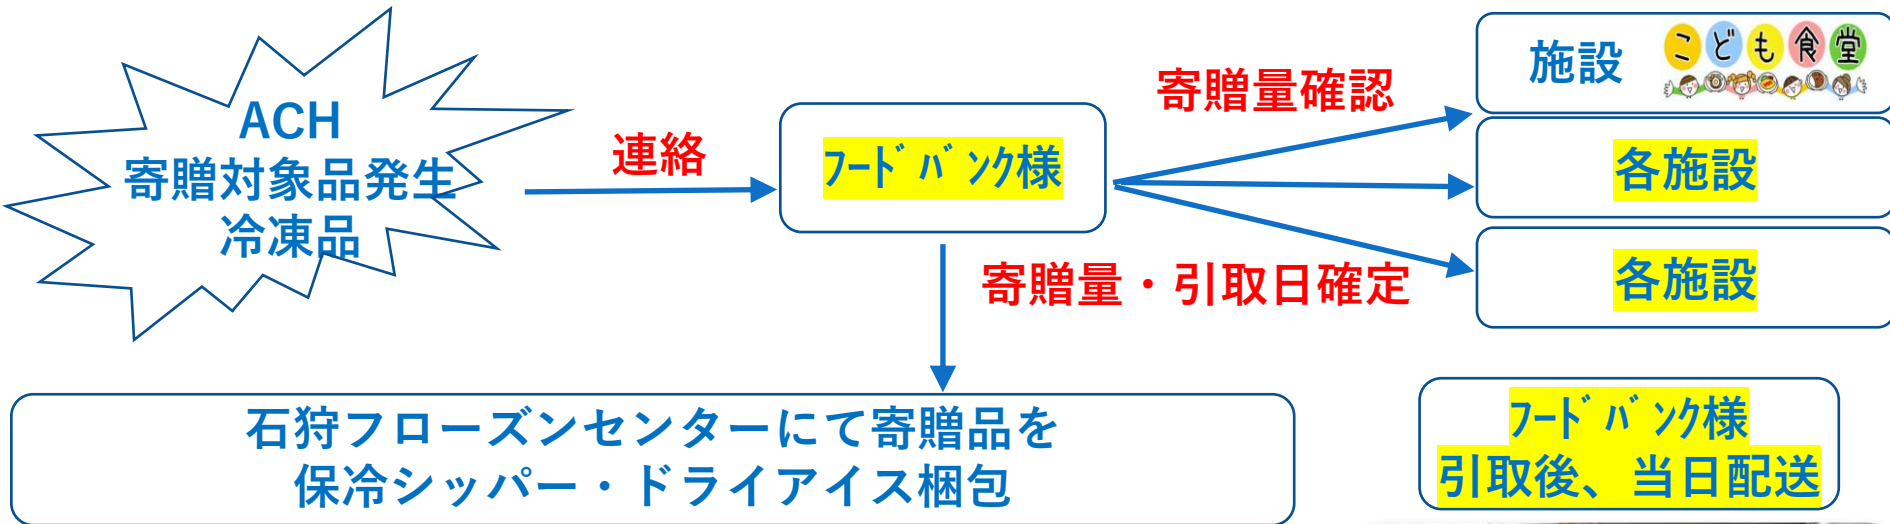 ACH
寄贈対象品発生
冷凍品
連絡
ﾌｰﾄﾞﾊﾞﾝｸ様
寄贈量確認
施設
こども食堂
各施設
各施設
寄贈量・引取日確定
石狩フローズンセンターにて寄贈品を
保冷シッパー・ドライアイス梱包
ﾌｰﾄﾞﾊﾞﾝｸ様
引取後、当日配送